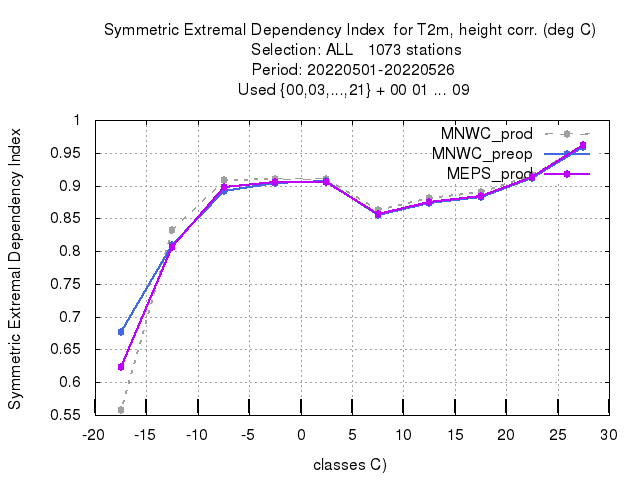 Symmetric Extremal Dependency Index  for T2m, height corr. (deg C)
Selection: ALL   1073 stations
Period: 20220501-20220526
Used {00,03,...,21} + 00 01 ... 09
Symmetric Extremal Dependency Index
1
0.95
0.9
0.85
0.8
0.75
0.7
0.65
0.6
0.55
MNWC_prod
MNWC_preop
MEPS_prod
-20 -15 -10 -5 0 5 10 15 20 25 30
classes C)